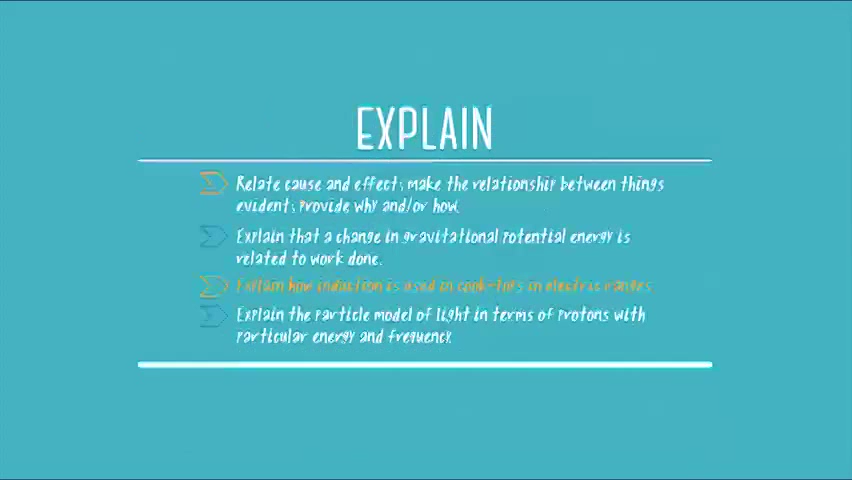 EXPLAIN
Relate cause and effect; make the relationship between things
evident; provide why and/or how.
Explain that a change in gravitational potential energy is
related to work done.
Explain how induction is used in cook-tops in electric ranges
Explain the particle model of light in terms of protons with
particular energy and frequency.